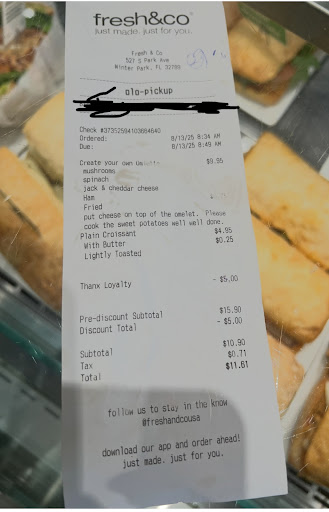 fresh&co
just made. just for you.
Fresh & Co
527 S Park Ave
Winter Park, FL 32789
olo-pickup
Check #37352594103664640
Ordered: 8/13/25 8:34 AM
Due: 8/13/25 8:49 AM
Create your own $9.95
mushrooms
spinach
jack & cheddar cheese
Ham
Fried
put cheese on top of the omelet. Please
cook the sweet potatoes well well done.
Plain Croissant $4.95
With Butter $0.25
Lightly Toasted
Thanx Loyalty - $5.00
Pre-discount Subtotal $15.90
Discount Total - $5.00
Subtotal $10.90
Tax $0.71
Total $11.61
follow us to stay in the know
@freshandcousa
download our app and order ahead!
just made. just for you.